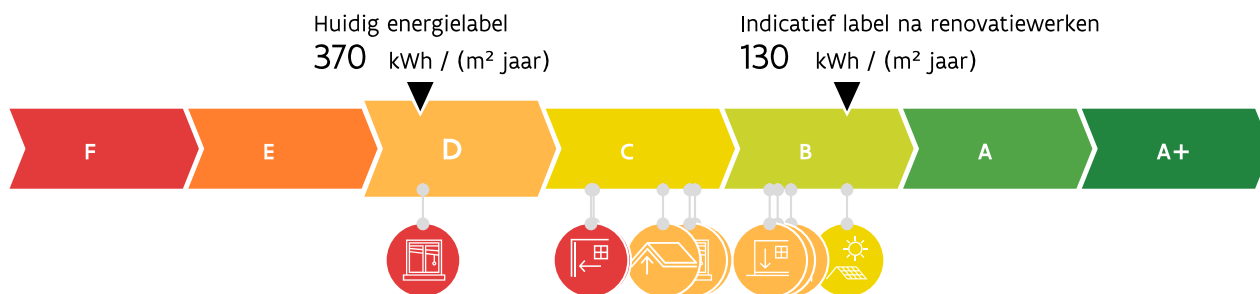 Huidig energielabel
370 kWh / (m² jaar)
Indicatief label na renovatiewerken
130 kWh / (m² jaar)
F E D C B A A+